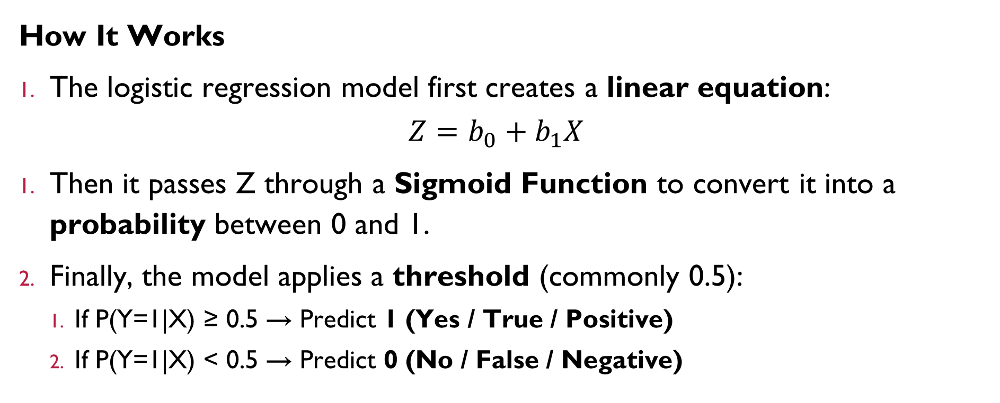 How It Works
1. The logistic regression model first creates a linear equation:
Z = b₀ + b₁X
1. Then it passes Z through a Sigmoid Function to convert it into a
probability between 0 and 1.
2. Finally, the model applies a threshold (commonly 0.5):
1. If P(Y=1|X) ≥ 0.5 → Predict 1 (Yes / True / Positive)
2. If P(Y=1|X) < 0.5 → Predict 0 (No / False / Negative)